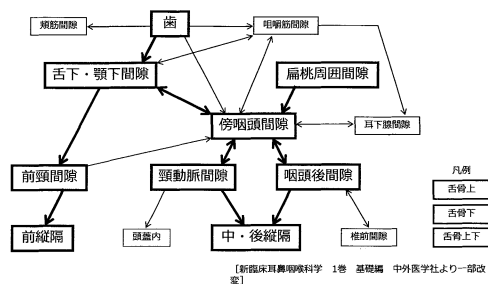 歯
頬筋間隙
咀嚼筋間隙
舌下・顎下間隙
扁桃周囲間隙
傍咽頭間隙
耳下腺間隙
前頸間隙
頸動脈間隙
咽頭後間隙
前縦隔
頭蓋内
中・後縦隔
椎前間隙
凡例
舌骨上
舌骨下
舌骨上下
[新臨床耳鼻咽喉科学 1巻 基礎編 中外医学社より一部改
変]